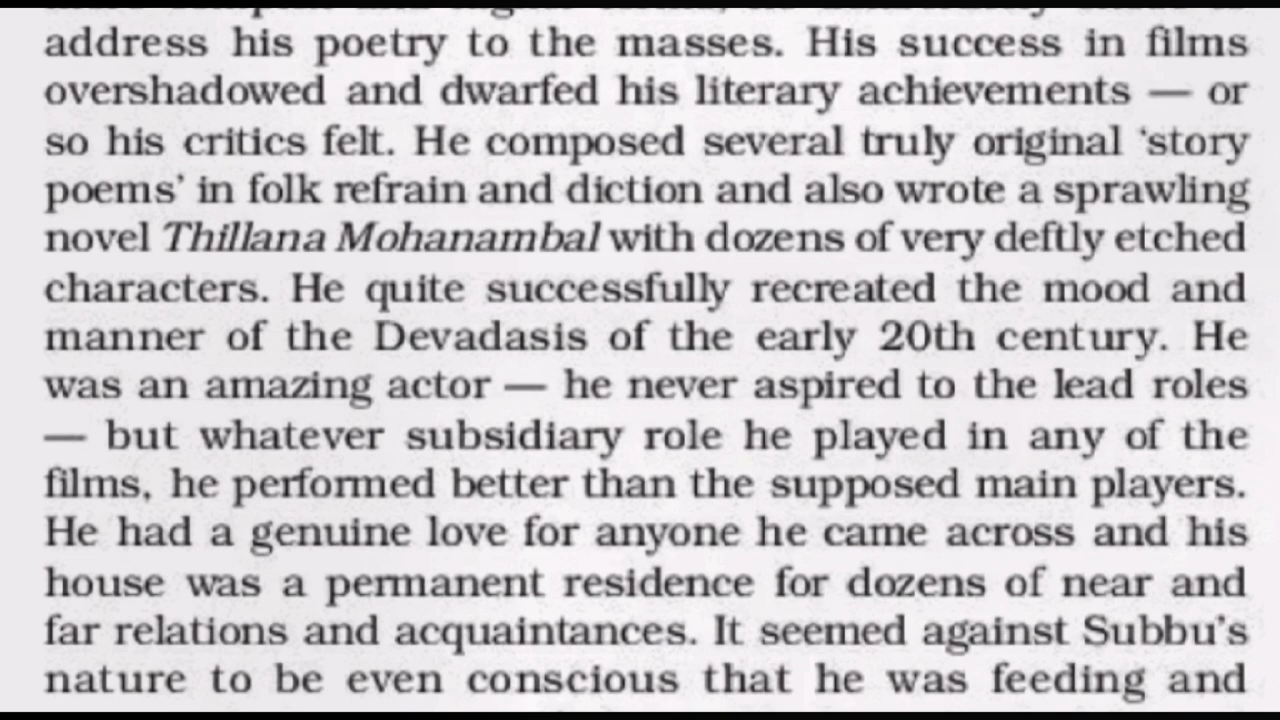 address his poetry to the masses. His success in films
overshadowed and dwarfed his literary achievements — or
so his critics felt. He composed several truly original ‘story
poems’ in folk refrain and diction and also wrote a sprawling
novel Thillana Mohanambal with dozens of very deftly etched
characters. He quite successfully recreated the mood and
manner of the Devadasis of the early 20th century. He
was an amazing actor — he never aspired to the lead roles
— but whatever subsidiary role he played in any of the
films, he performed better than the supposed main players.
He had a genuine love for anyone he came across and his
house was a permanent residence for dozens of near and
far relations and acquaintances. It seemed against Subbu’s
nature to be even conscious that he was feeding and